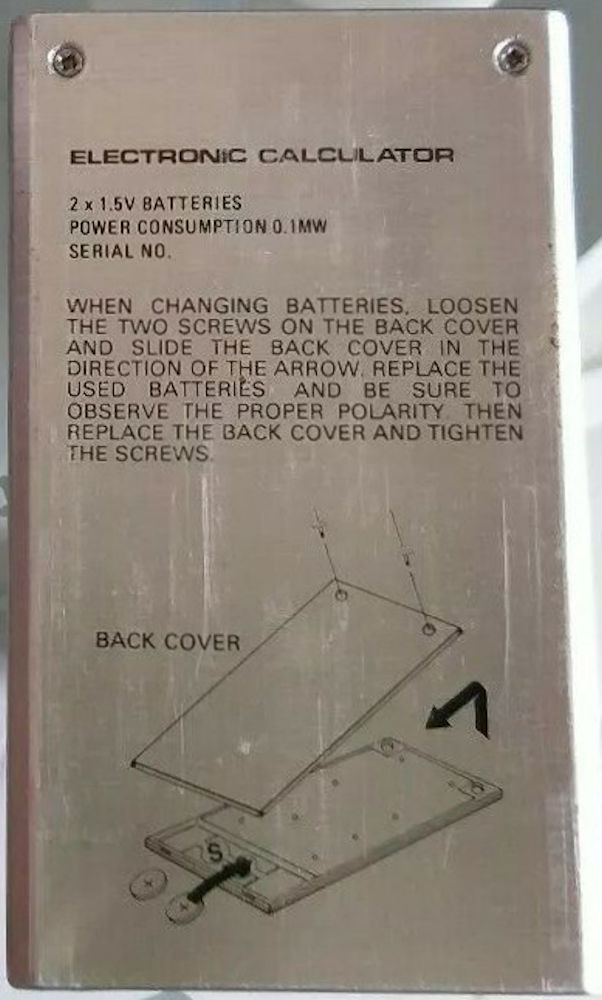 ELECTRONIC CALCULATOR
2 x 1.5V BATTERIES
POWER CONSUMPTION 0.1MW
SERIAL NO.
WHEN CHANGING BATTERIES, LOOSEN
THE TWO SCREWS ON THE BACK COVER
AND SLIDE THE BACK COVER IN THE
DIRECTION OF THE ARROW. REPLACE THE
USED BATTERIES AND BE SURE TO
OBSERVE THE PROPER POLARITY. THEN
REPLACE THE BACK COVER AND TIGHTEN
THE SCREWS.
BACK COVER
S
+
+